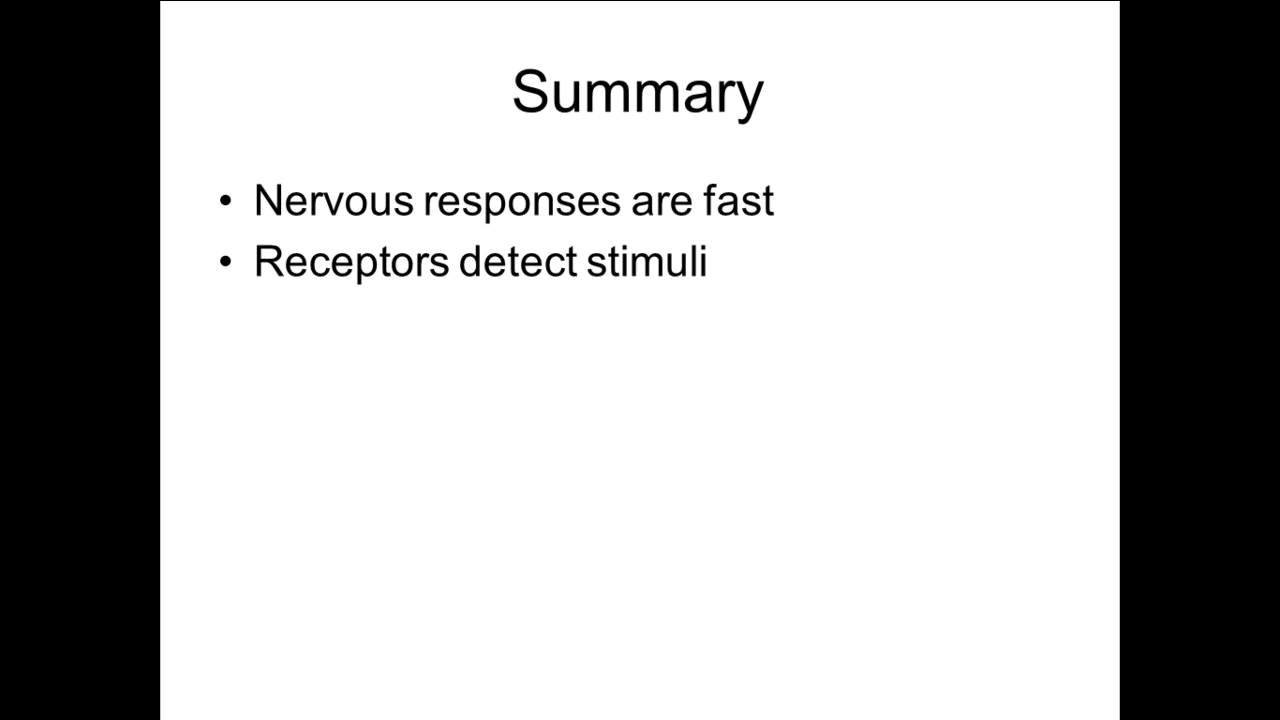 Summary
• Nervous responses are fast
• Receptors detect stimuli